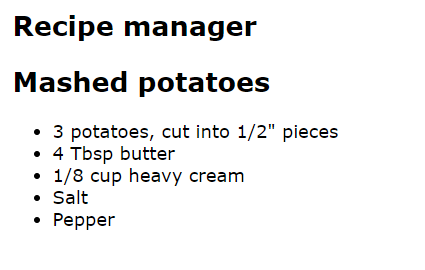 Recipe manager
Mashed potatoes
3 potatoes, cut into 1/2" pieces
4 Tbsp butter
1/8 cup heavy cream
Salt
Pepper